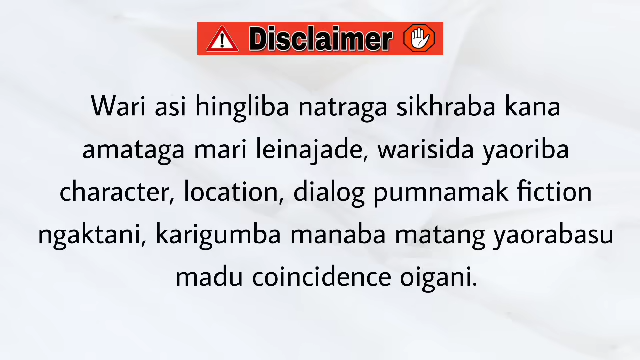 Disclaimer
Wari asi hingliba natraga sikhraba kana
amataga mari leinajade, warisida yaoriba
character, location, dialog pumnamak fiction
ngaktani, karigumba manaba matang yaorabasu
madu coincidence oigani.